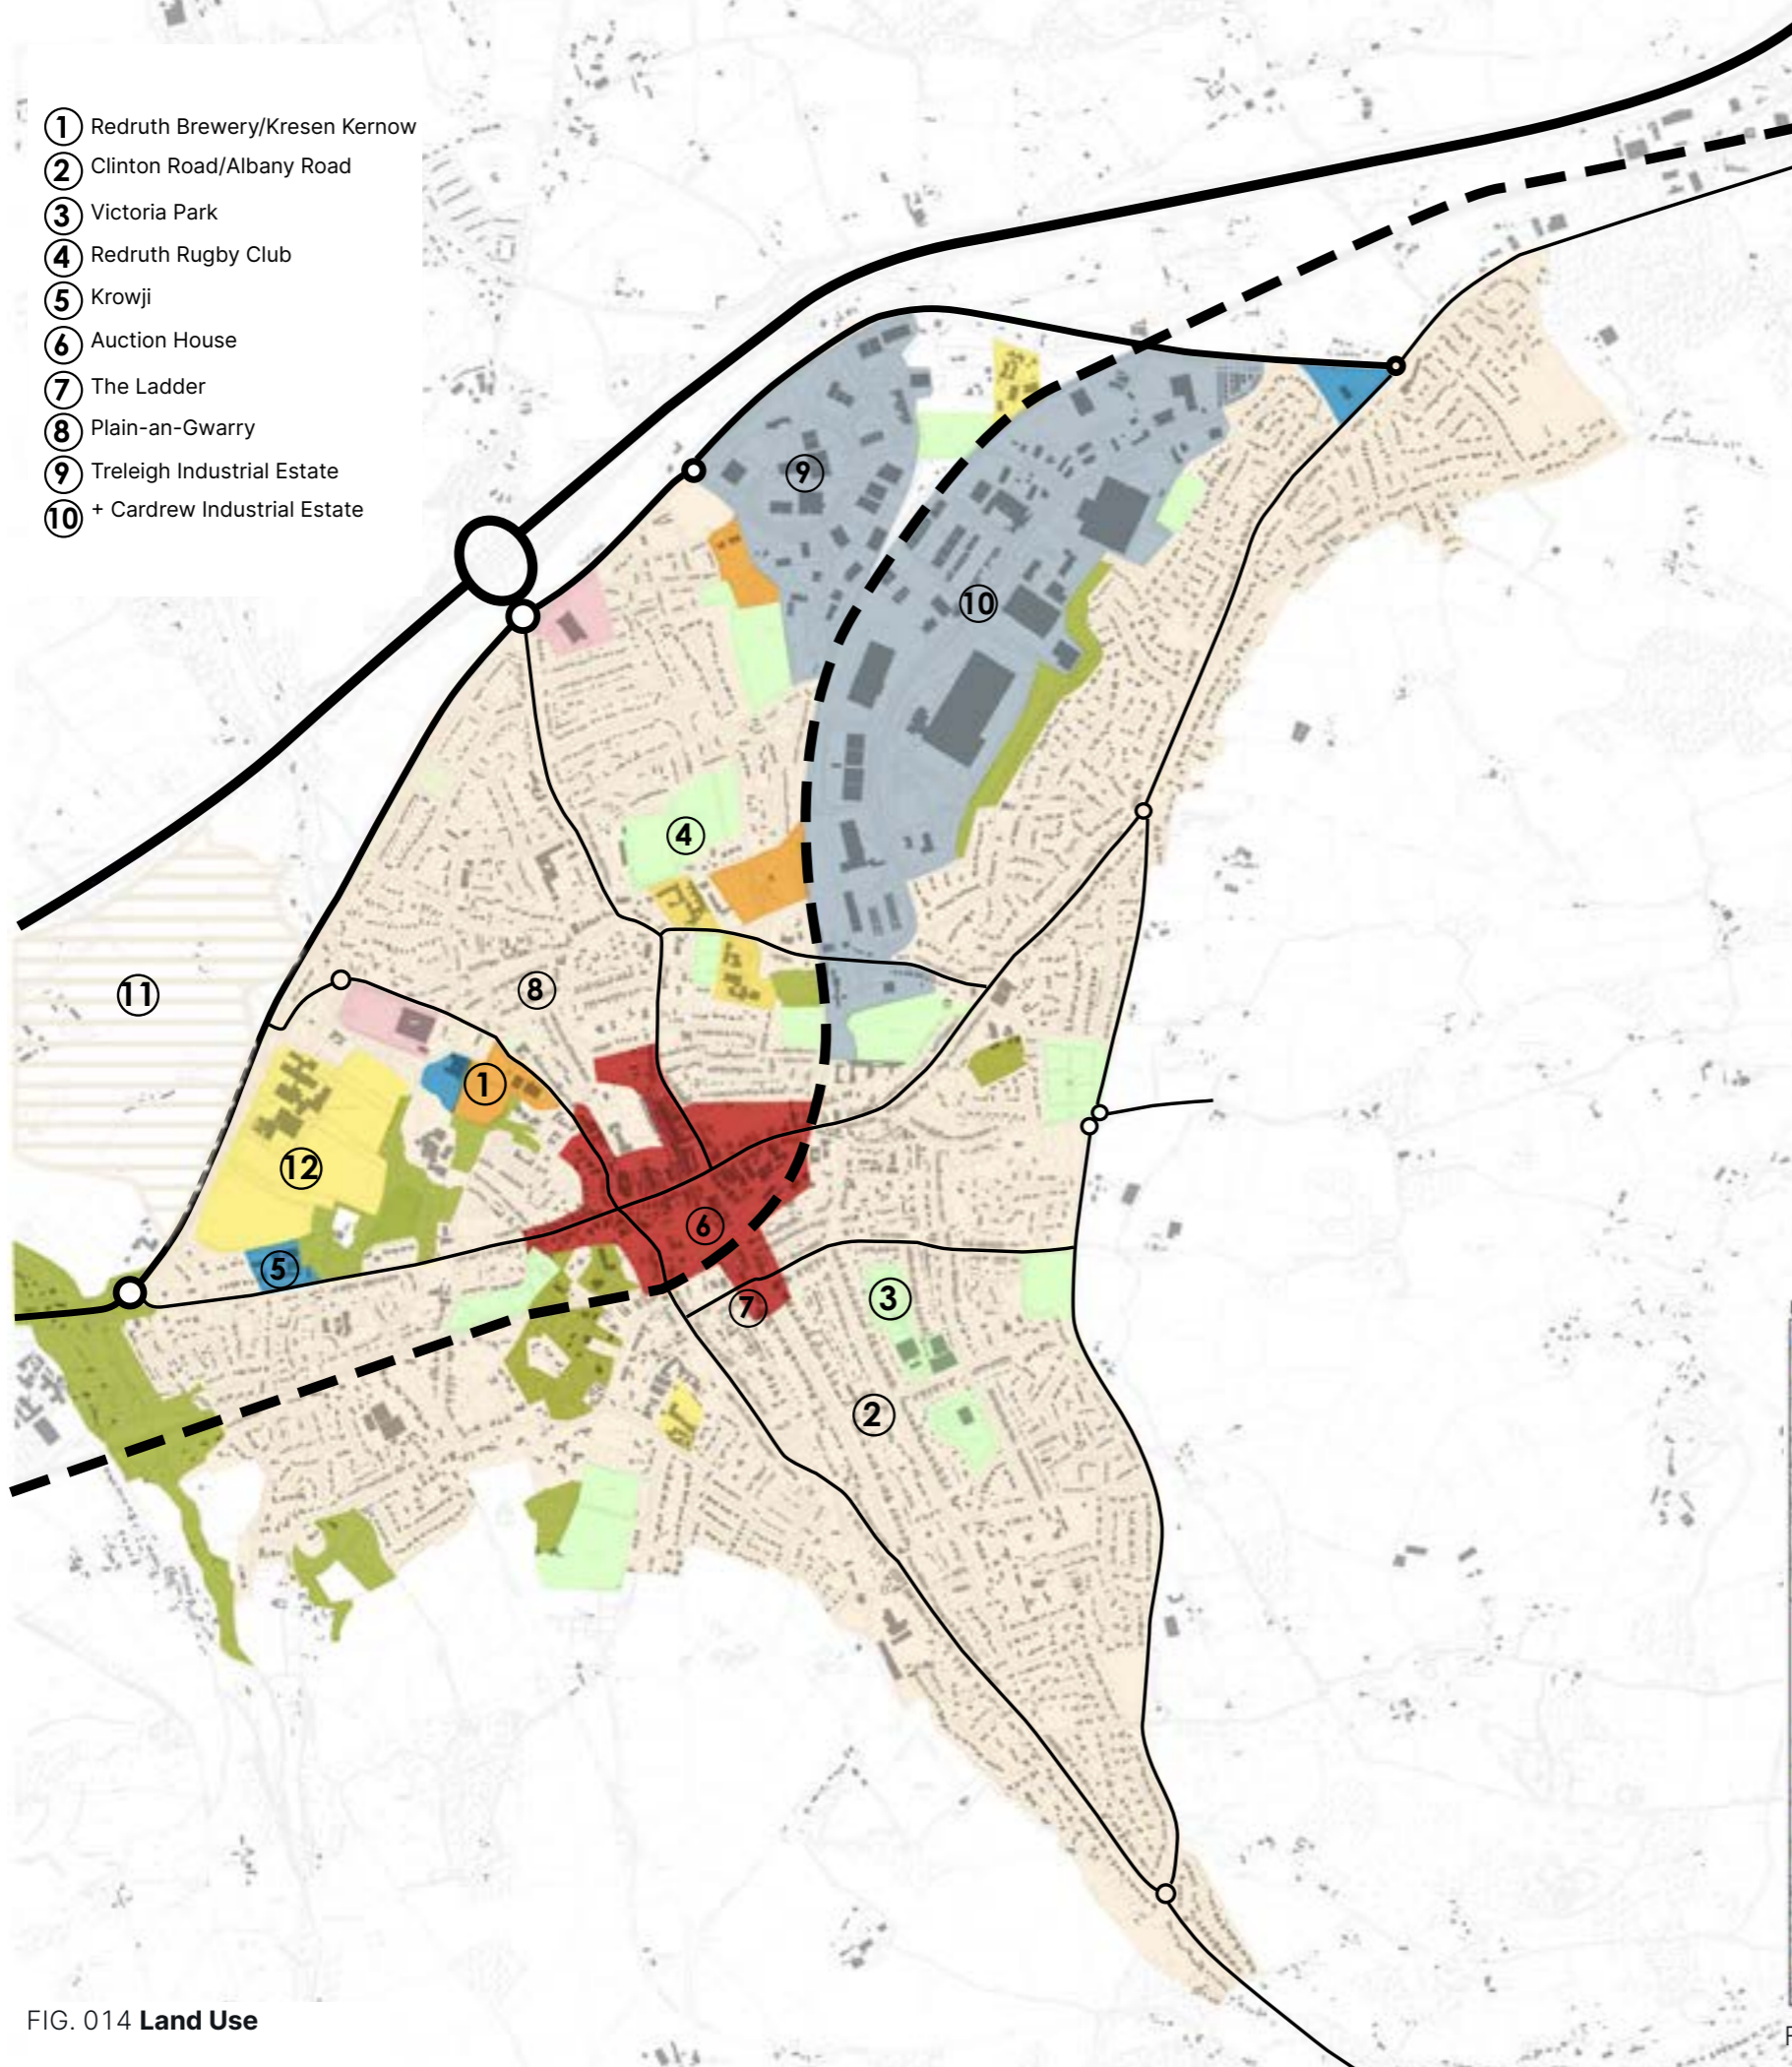 1 Redruth Brewery/Kresen Kernow
2 Clinton Road/Albany Road
3 Victoria Park
4 Redruth Rugby Club
5 Krowji
6 Auction House
7 The Ladder
8 Plain-an-Gwarry
9 Treleigh Industrial Estate
10 + Cardrew Industrial Estate
9
10
4
8
11
1
12
6
5
7
3
2
FIG. 014 Land Use